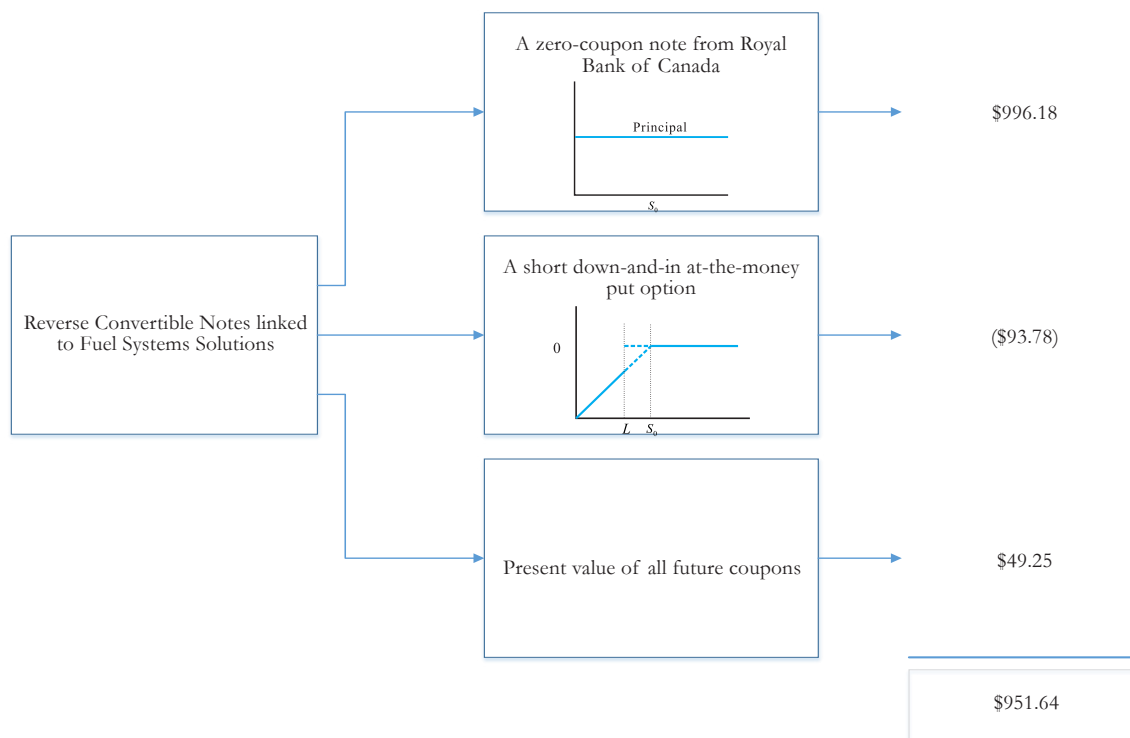 A zero-coupon note from Royal
Bank of Canada
Principal
S₀
$996.18
Reverse Convertible Notes linked
to Fuel Systems Solutions
A short down-and-in at-the-money
put option
0
L S₀
($93.78)
Present value of all future coupons
$49.25
$951.64